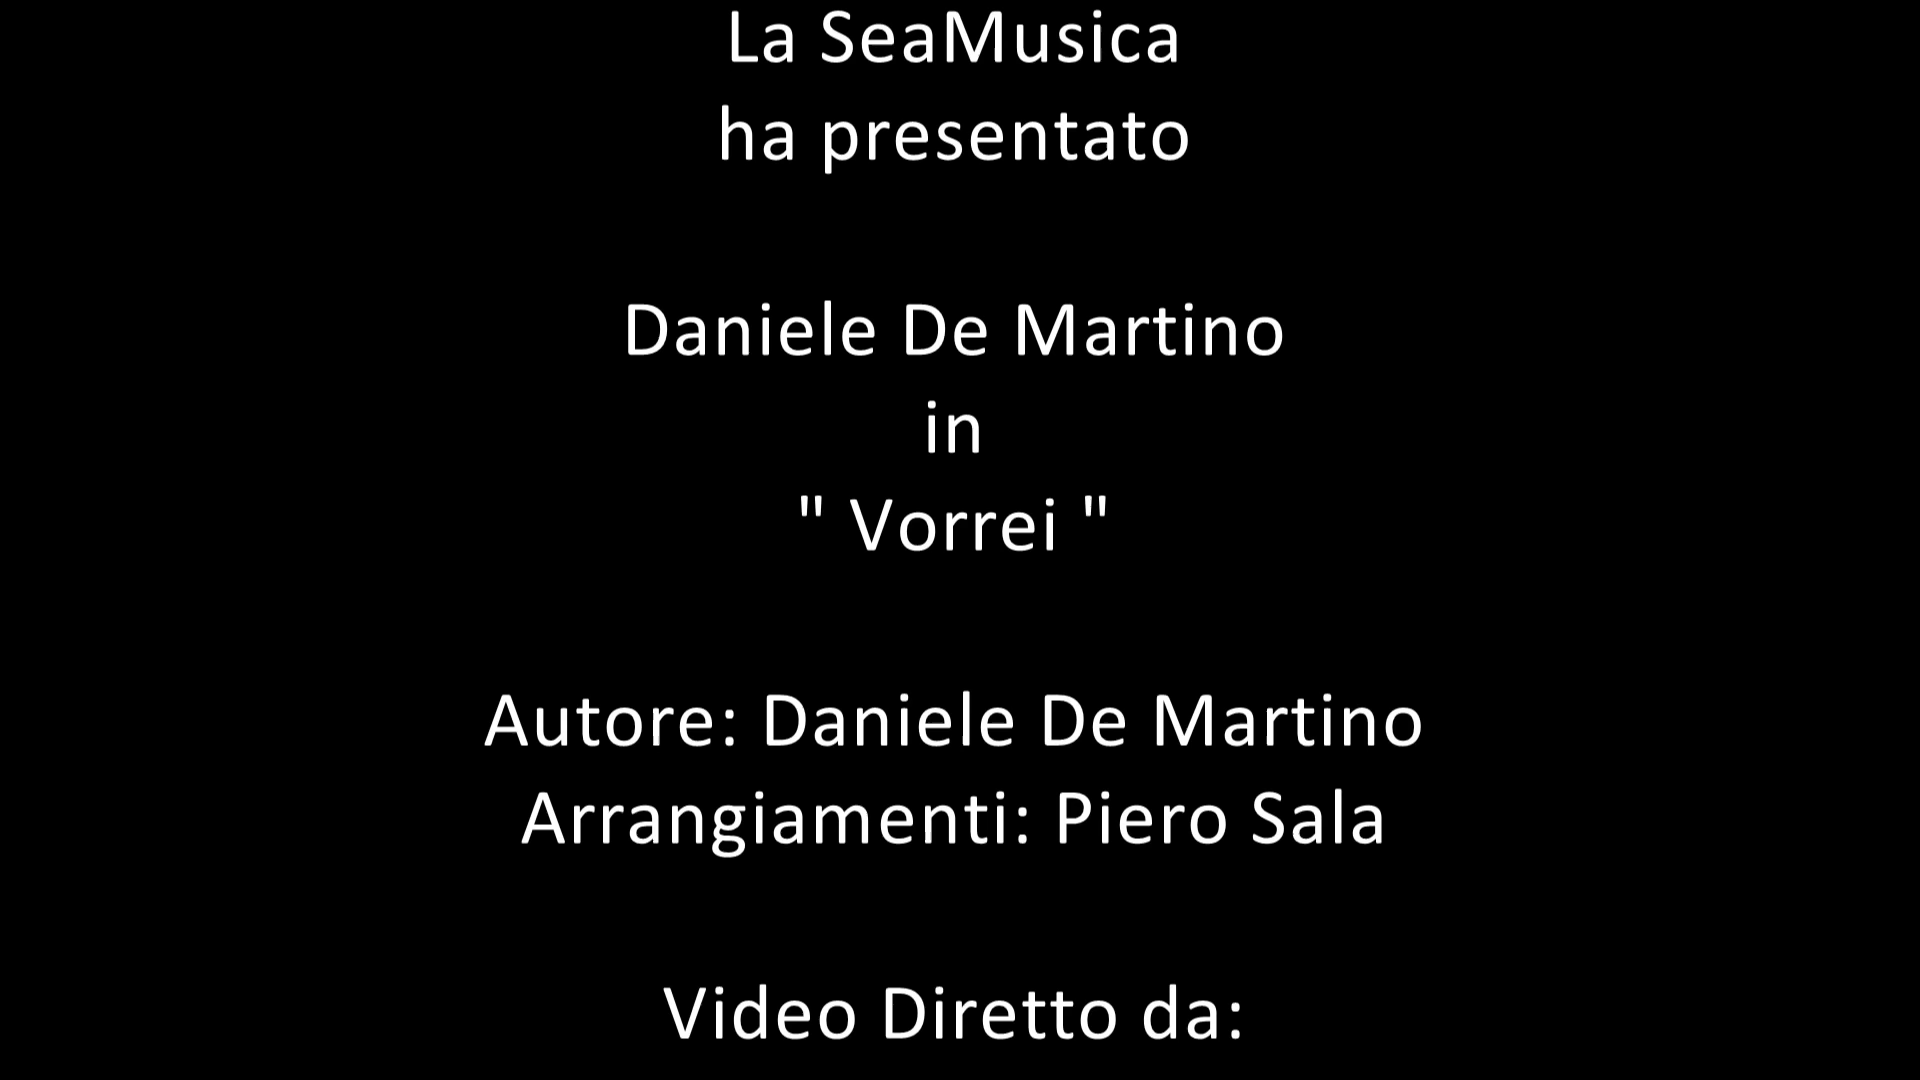 La SeaMusica
ha presentato
Daniele De Martino
in
" Vorrei "
Autore: Daniele De Martino
Arrangiamenti: Piero Sala
Video Diretto da: